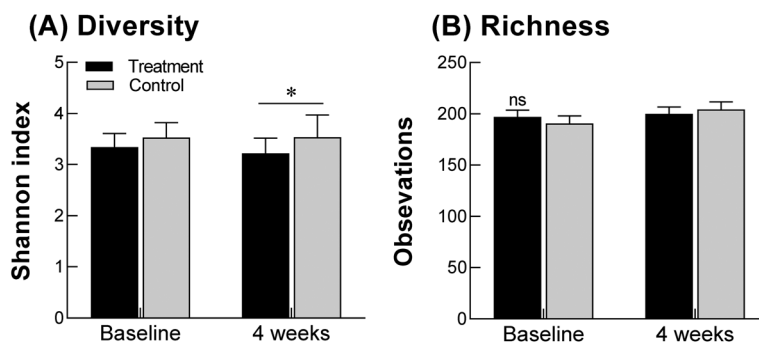 (A) Diversity
Shannon index
5
4
3
2
1
0
Treatment
Control
*
Baseline
4 weeks
(B) Richness
Obsevations
250
200
150
200
50
0
ns
Baseline
4 weeks